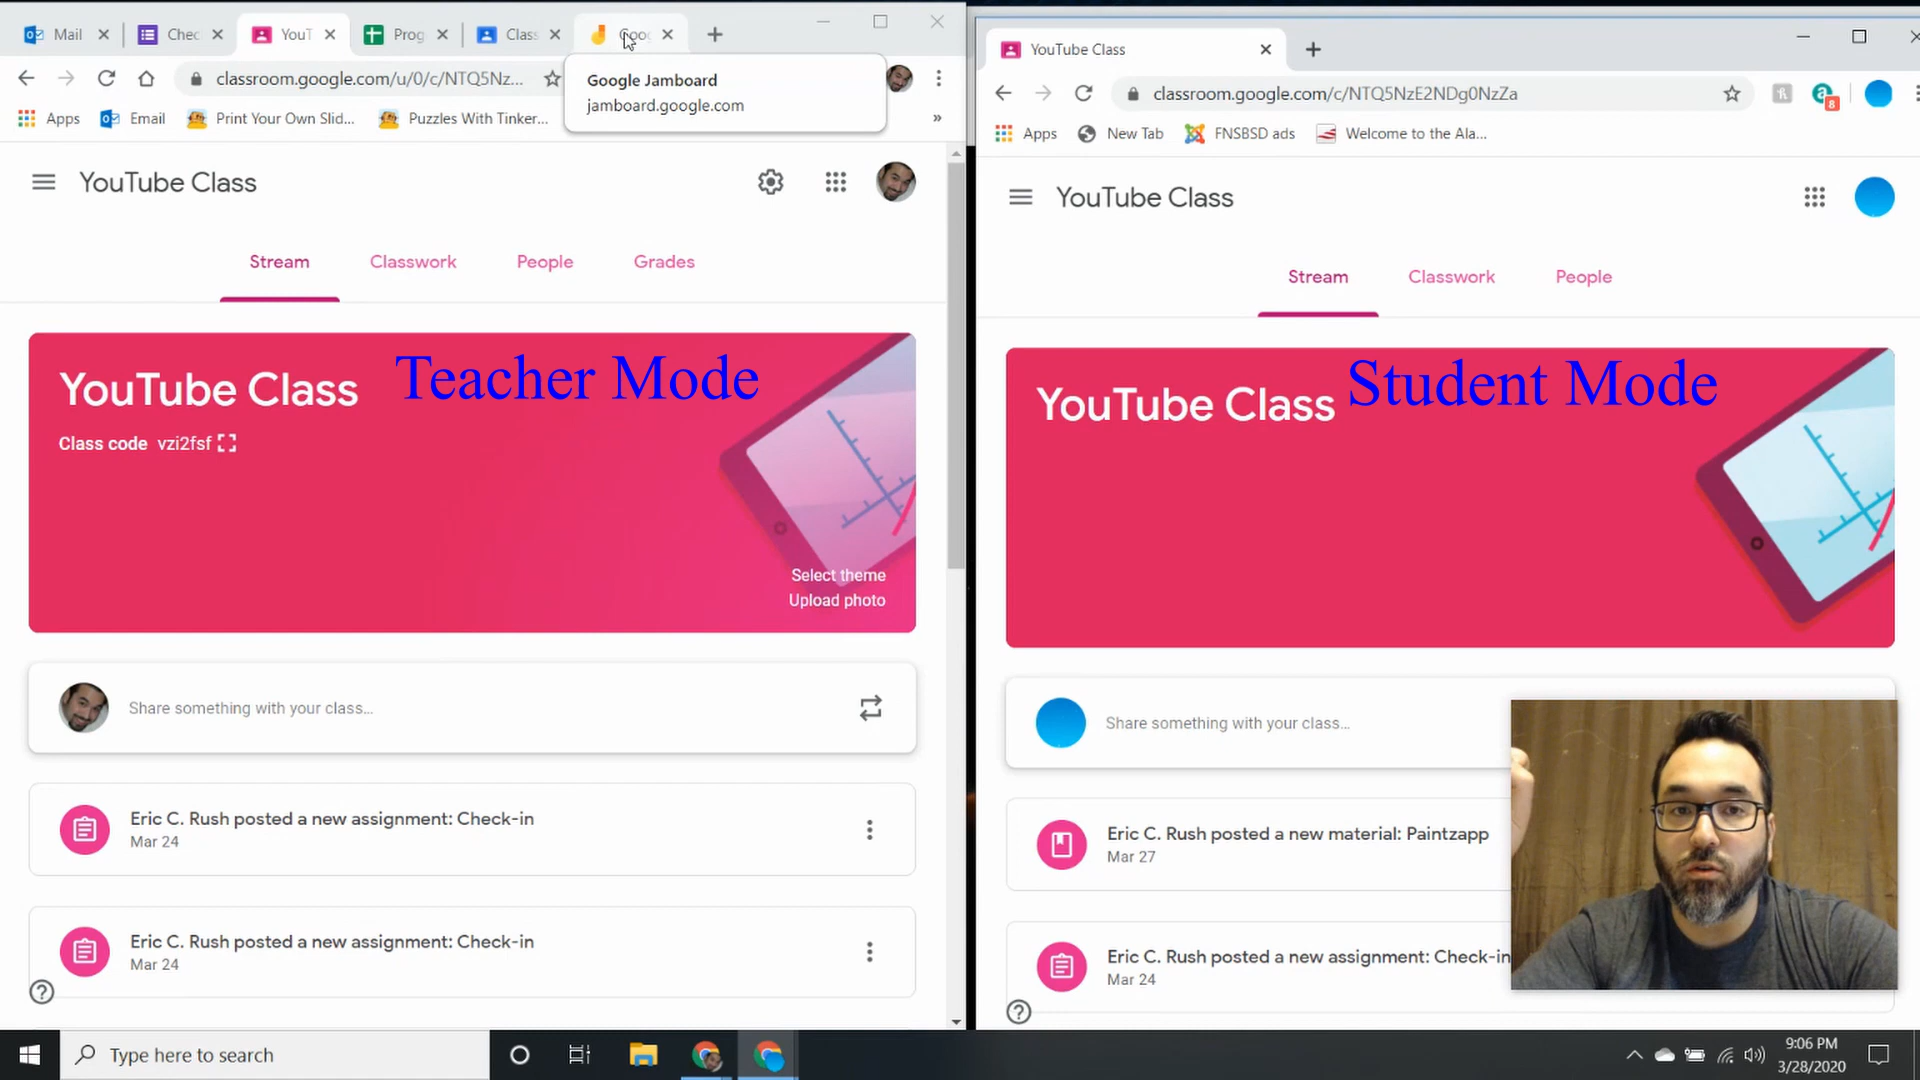 Mail
Chec
YouT
Prog
Class
Goog
classroom.google.com/u/0/c/NTQ5Nz...
Google Jamboard
jamboard.google.com
Apps
Email
Print Your Own Slid...
Puzzles With Tinker...
»
YouTube Class
Stream
Classwork
People
Grades
YouTube Class
Teacher Mode
Class code vzi2fsf
Select theme
Upload photo
Share something with your class...
Eric C. Rush posted a new assignment: Check-in
Mar 24
Eric C. Rush posted a new assignment: Check-in
Mar 24
YouTube Class
classroom.google.com/c/NTQ5NzE2NDg0NzZa
8
Apps
New Tab
FNSBSD ads
Welcome to the Ala...
YouTube Class
Stream
Classwork
People
YouTube Class
Student Mode
Share something with your class...
Eric C. Rush posted a new material: Paintzapp
Mar 27
Eric C. Rush posted a new assignment: Check-in
Mar 24
Type here to search
9:06 PM
3/28/2020